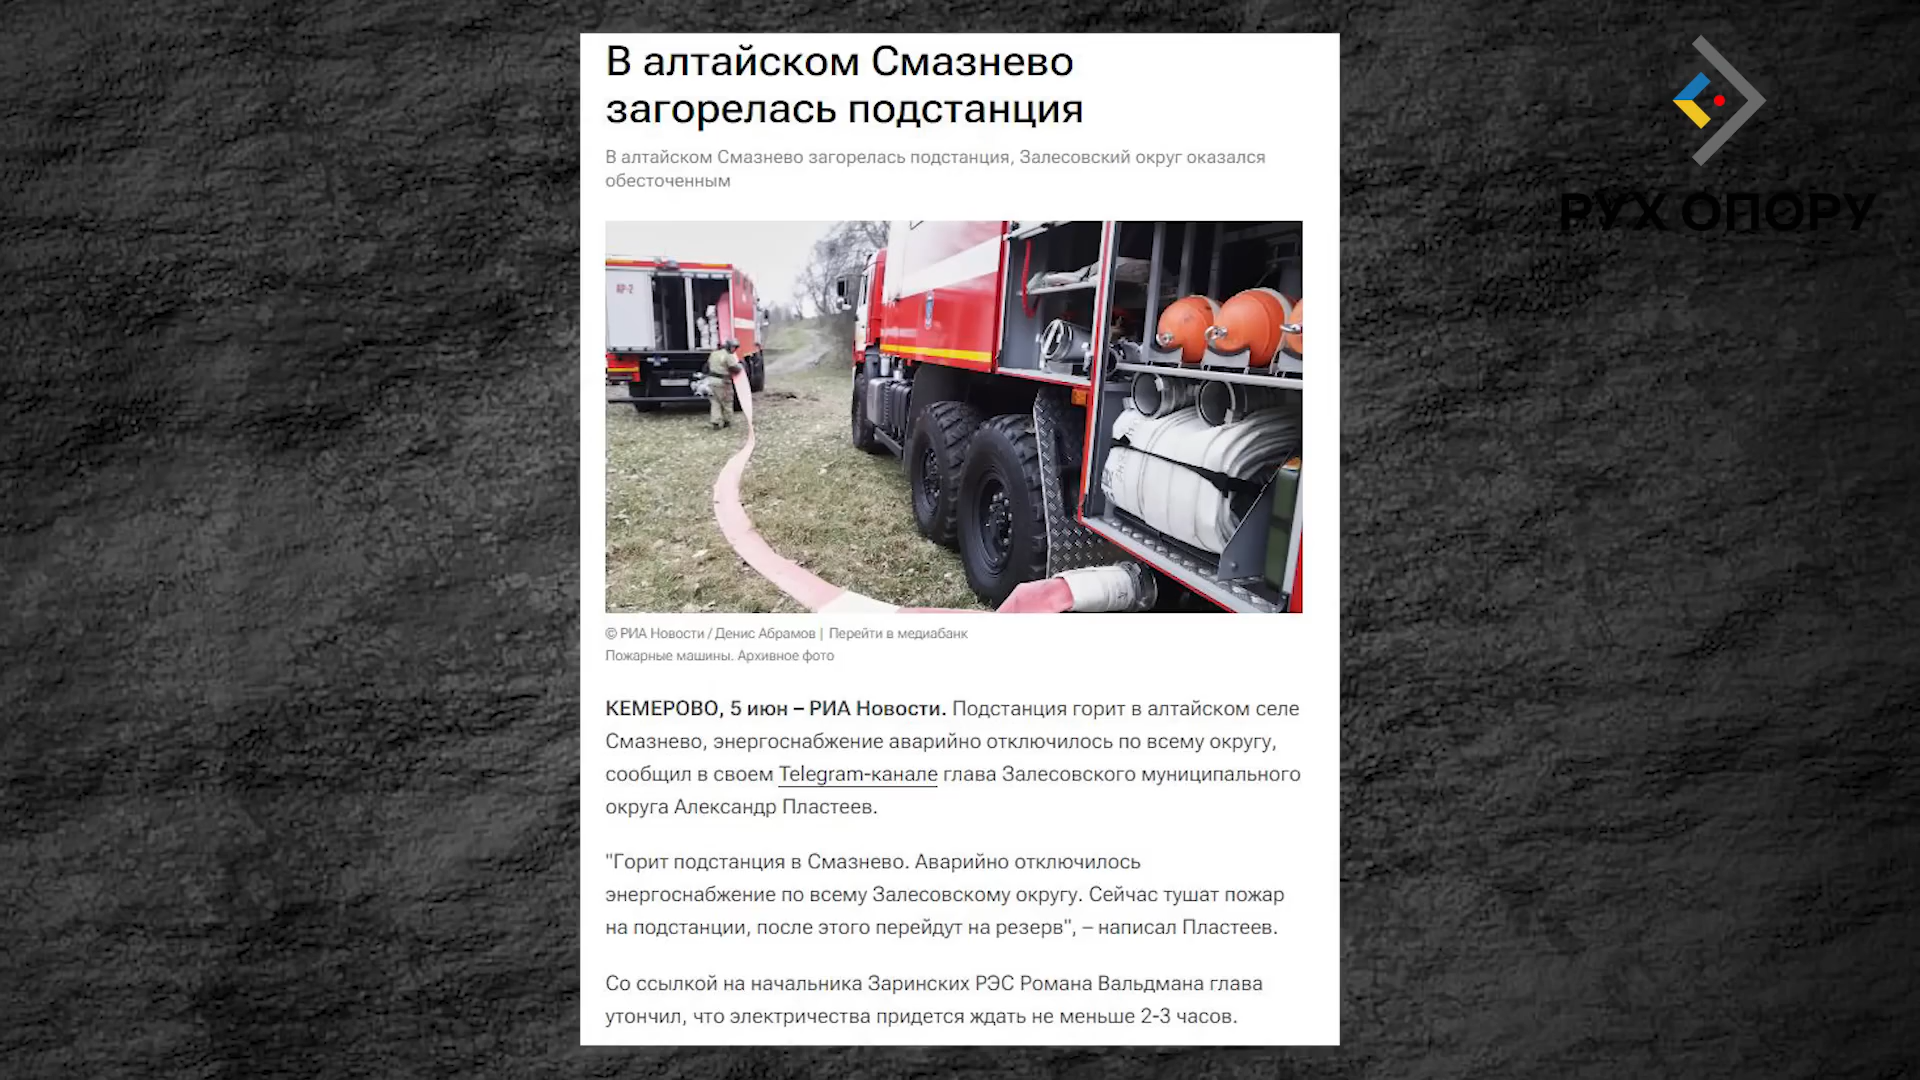 В алтайском Смазнево
загорелась подстанция
В алтайском Смазнево загорелась подстанция, Залесовский округ оказался
обесточенным
РУХ ОПОРУ
АР-2
© РИА Новости / Денис Абрамов | Перейти в медиабанк
Пожарные машины. Архивное фото
КЕМЕРОВО, 5 июн – РИА Новости. Подстанция горит в алтайском селе
Смазнево, энергоснабжение аварийно отключилось по всему округу,
сообщил в своем Telegram-канале глава Залесовского муниципального
округа Александр Пластеев.
"Горит подстанция в Смазнево. Аварийно отключилось
энергоснабжение по всему Залесовскому округу. Сейчас тушат пожар
на подстанции, после этого перейдут на резерв", – написал Пластеев.
Со ссылкой на начальника Заринских РЭС Романа Вальдмана глава
утончил, что электричества придется ждать не меньше 2-3 часов.